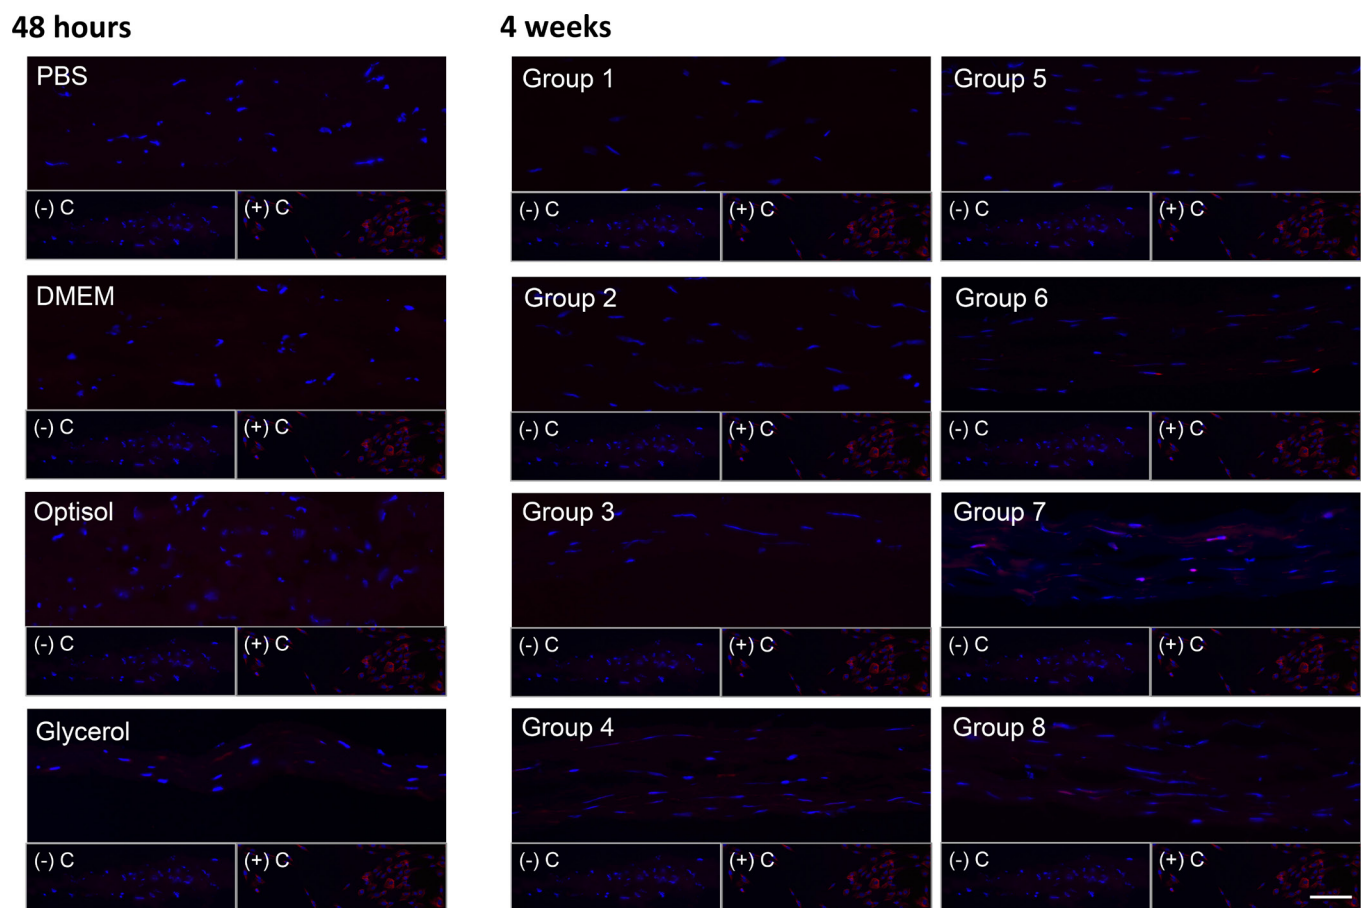 48 hours
4 weeks
PBS
(-) C
(+) C
Group 1
(-) C
(+) C
Group 5
(-) C
(+) C
DMEM
(-) C
(+) C
Group 2
(-) C
(+) C
Group 6
(-) C
(+) C
Optisol
(-) C
(+) C
Group 3
(-) C
(+) C
Group 7
(-) C
(+) C
Glycerol
(-) C
(+) C
Group 4
(-) C
(+) C
Group 8
(-) C
(+) C